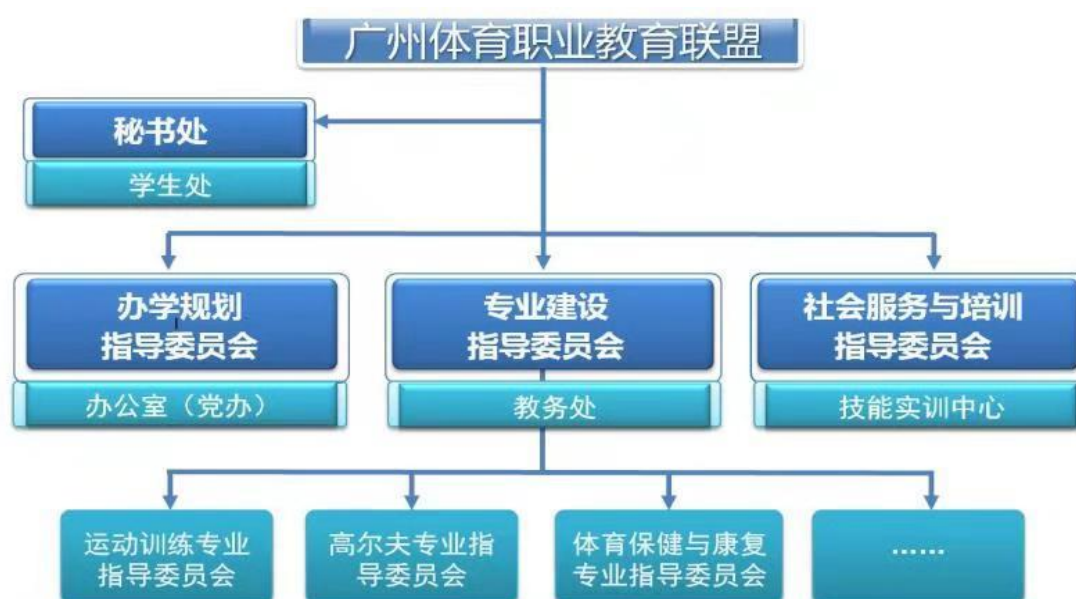 广州体育职业教育联盟
秘书处
学生处
办学规划
指导委员会
办公室（党办）
专业建设
指导委员会
教务处
社会服务与培训
指导委员会
技能实训中心
运动训练专业
指导委员会
高尔夫专业指
导委员会
体育保健与康复
专业指导委员会
......